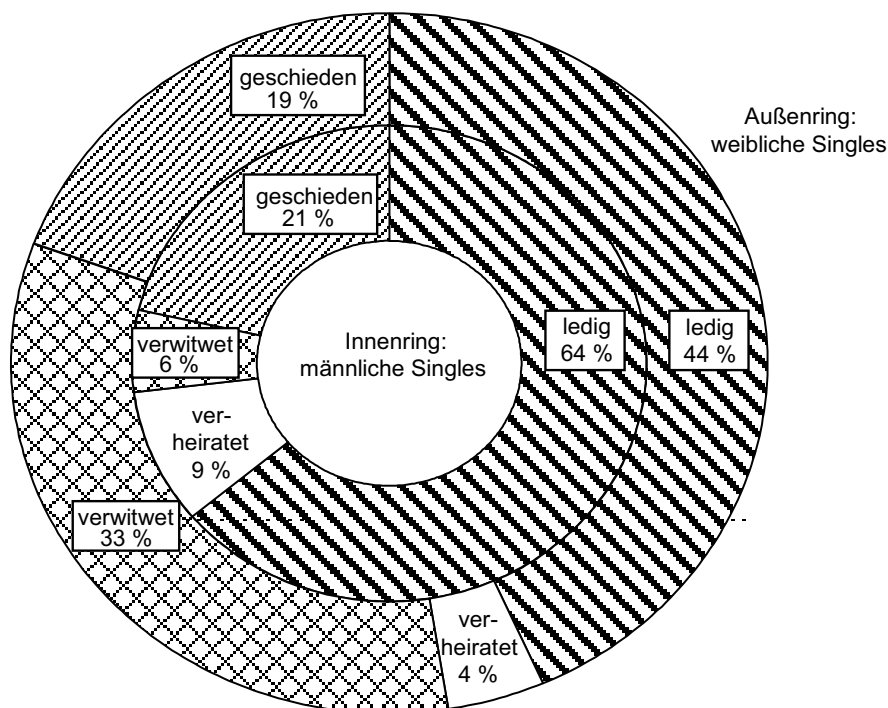 geschieden
19 %
Außenring:
weibliche Singles
geschieden
21 %
verwitwet
6 %
Innenring:
männliche Singles
ledig
64 %
ledig
44 %
ver-
heiratet
9 %
verwitwet
33 %
ver-
heiratet
4 %